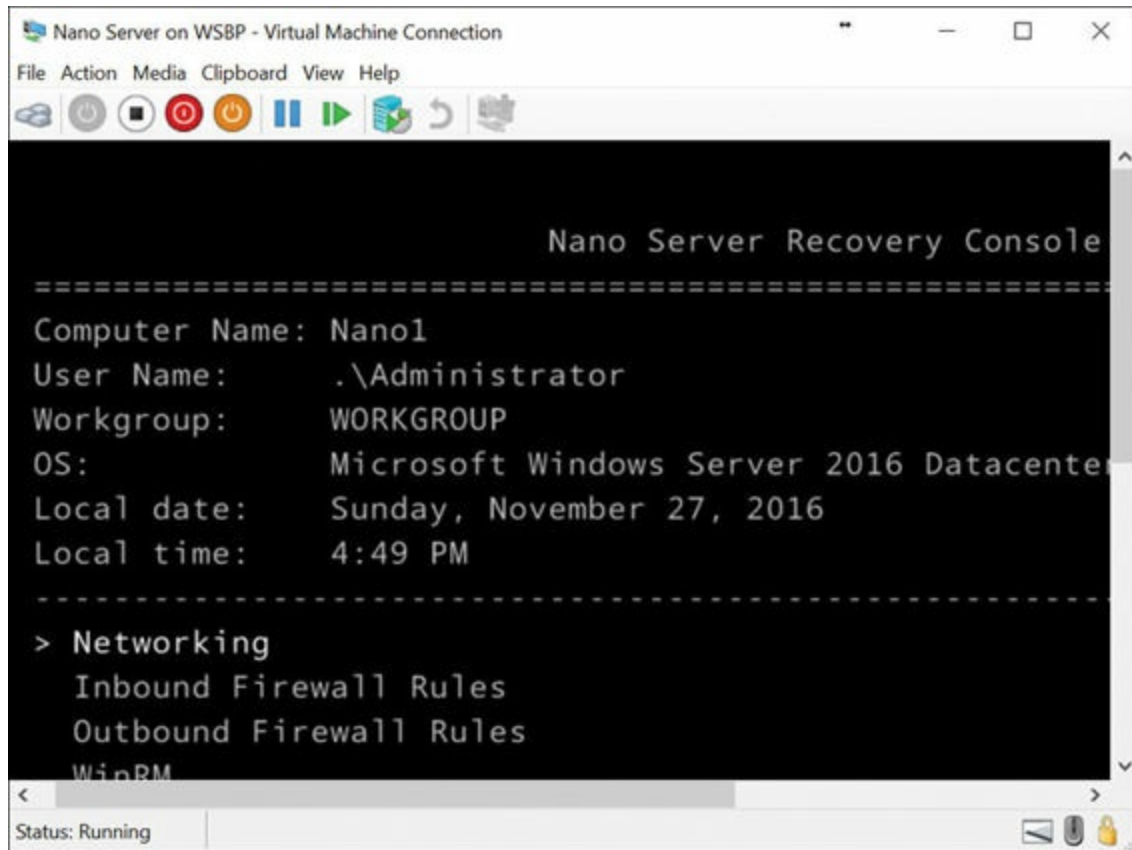 Nano Server on WSBP - Virtual Machine Connection
File Action Media Clipboard View Help
Nano Server Recovery Console
================================================================
Computer Name: Nano1
User Name: .\Administrator
Workgroup: WORKGROUP
OS: Microsoft Windows Server 2016 Datacenter
Local date: Sunday, November 27, 2016
Local time: 4:49 PM
----------------------------------------------------------------
> Networking
Inbound Firewall Rules
Outbound Firewall Rules
WinRM
Status: Running